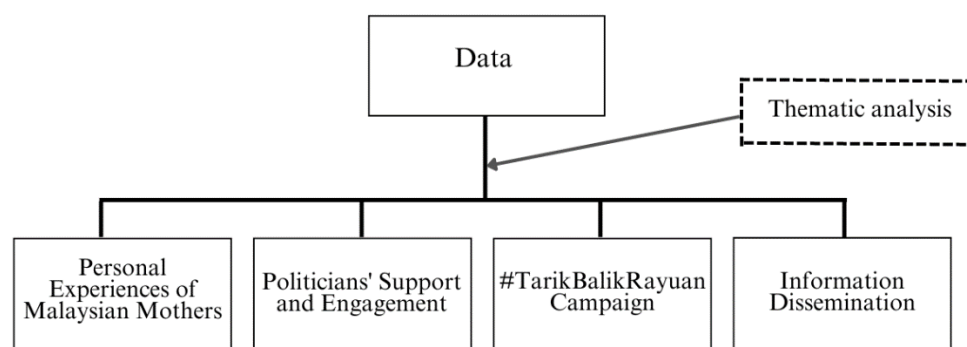 Data
Thematic analysis
Personal
Experiences of
Malaysian Mothers
Politicians' Support
and Engagement
#TarikBalikRayuan
Campaign
Information
Dissemination